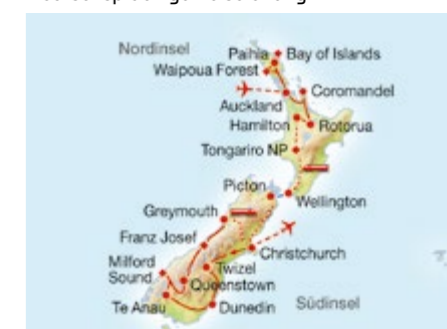 Nordinsel
Paihia Bay of Islands
Waipoua Forest
Coromandel
Auckland
Hamilton Rotorua
Tongariro NP
Picton
Wellington
Greymouth
Franz Josef
Christchurch
Milford
Sound
Twizel
Queenstown
Te Anau Dunedin Südinsel